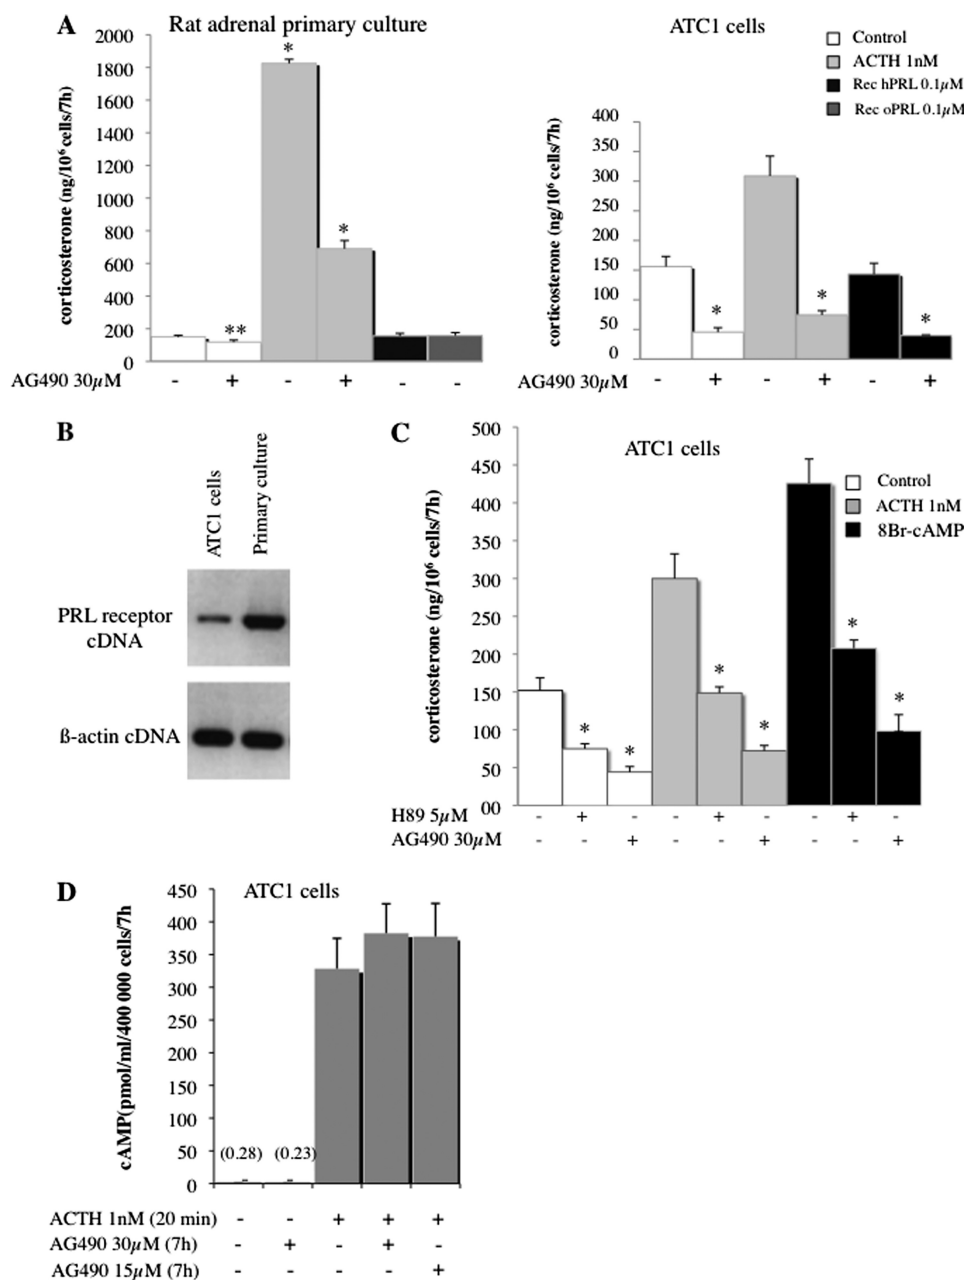 A
Rat adrenal primary culture
corticosterone (ng/10⁶ cells/7h)
2000
1800
1600
1400
1200
1000
800
600
400
200
0
*
**
*
AG490 30µM
- + - + - -
ATC1 cells
Control
ACTH 1nM
Rec hPRL 0.1µM
Rec oPRL 0.1µM
corticosterone (ng/10⁶ cells/7h)
400
350
300
250
200
150
100
50
0
* * *
AG490 30µM - + - + - +
B
ATC1 cells
Primary culture
PRL receptor
cDNA
ß-actin cDNA
C
ATC1 cells
Control
ACTH 1nM
8Br-cAMP
corticosterone (ng/10⁶ cells/7h)
500
450
400
350
300
250
200
150
100
50
00
* * * * * *
H89 5µM - + - - + - - + -
AG490 30µM - - + - - + - - +
D
ATC1 cells
cAMP(pmol/ml/400 000 cells/7h
450
400
350
300
250
200
150
100
50
0
(0.28) (0.23)
ACTH 1nM (20 min) - - + + +
AG490 30µM (7h) - + - + -
AG490 15µM (7h) - - - - +